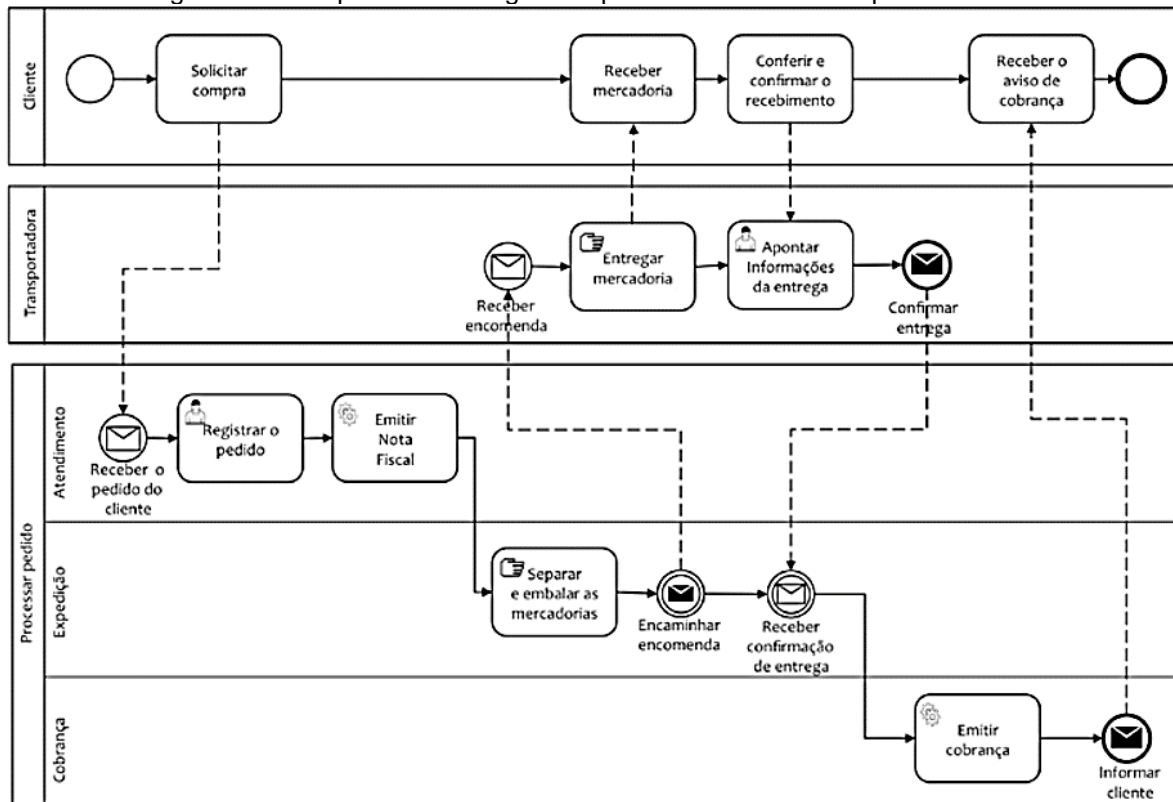 Cliente
Solicitar
compra
Receber
mercadoria
Conferir e
confirmar o
recebimento
Receber o
aviso de
cobrança
Transportadora
Receber
encomenda
Entregar
mercadoria
Apontar
Informações
da entrega
Confirmar
entrega
Processar pedido
Atendimento
Receber o
pedido do
cliente
Registrar o
pedido
Emitir
Nota
Fiscal
Expedição
Separar
e embalar as
mercadorias
Encaminhar
encomenda
Receber
confirmação
de entrega
Cobrança
Emitir
cobrança
Informar
cliente